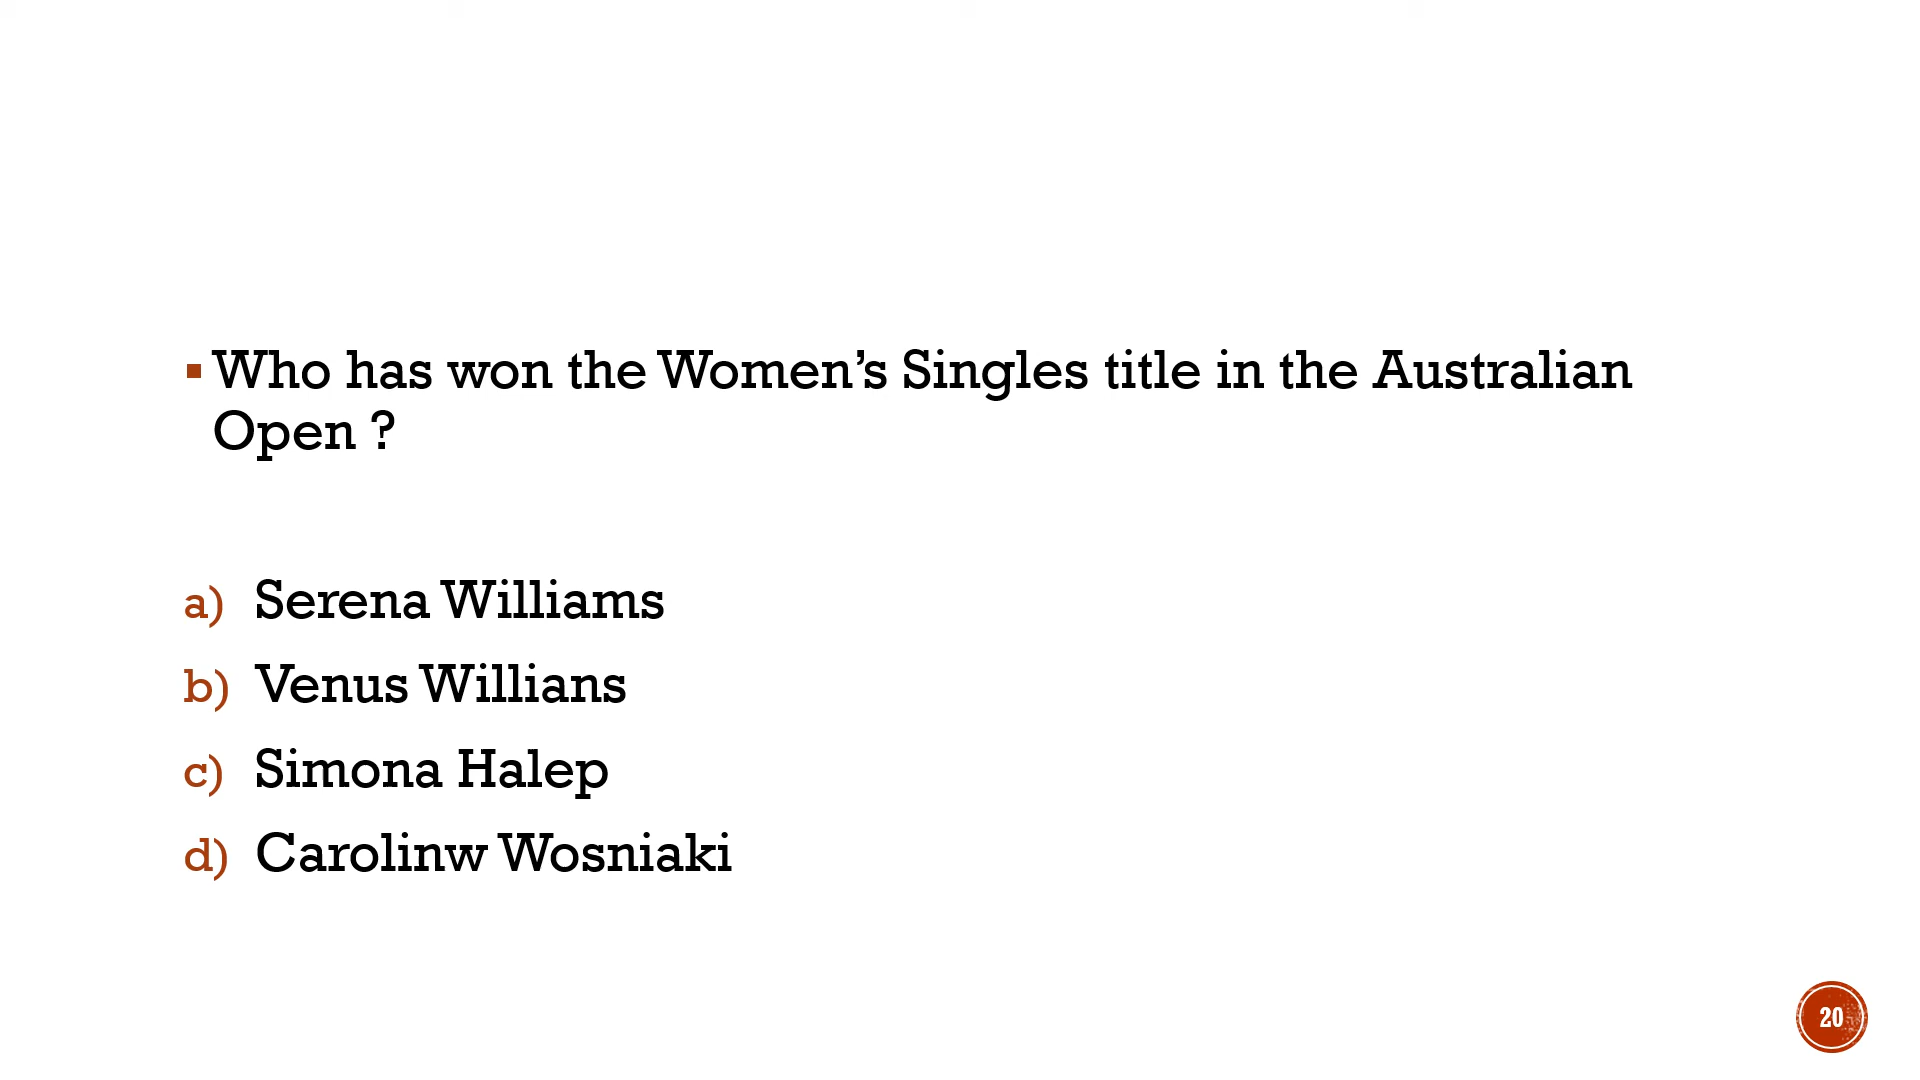 ▪ Who has won the Women’s Singles title in the Australian
Open ?
a) Serena Williams
b) Venus Willians
c) Simona Halep
d) Carolinw Wosniaki
20